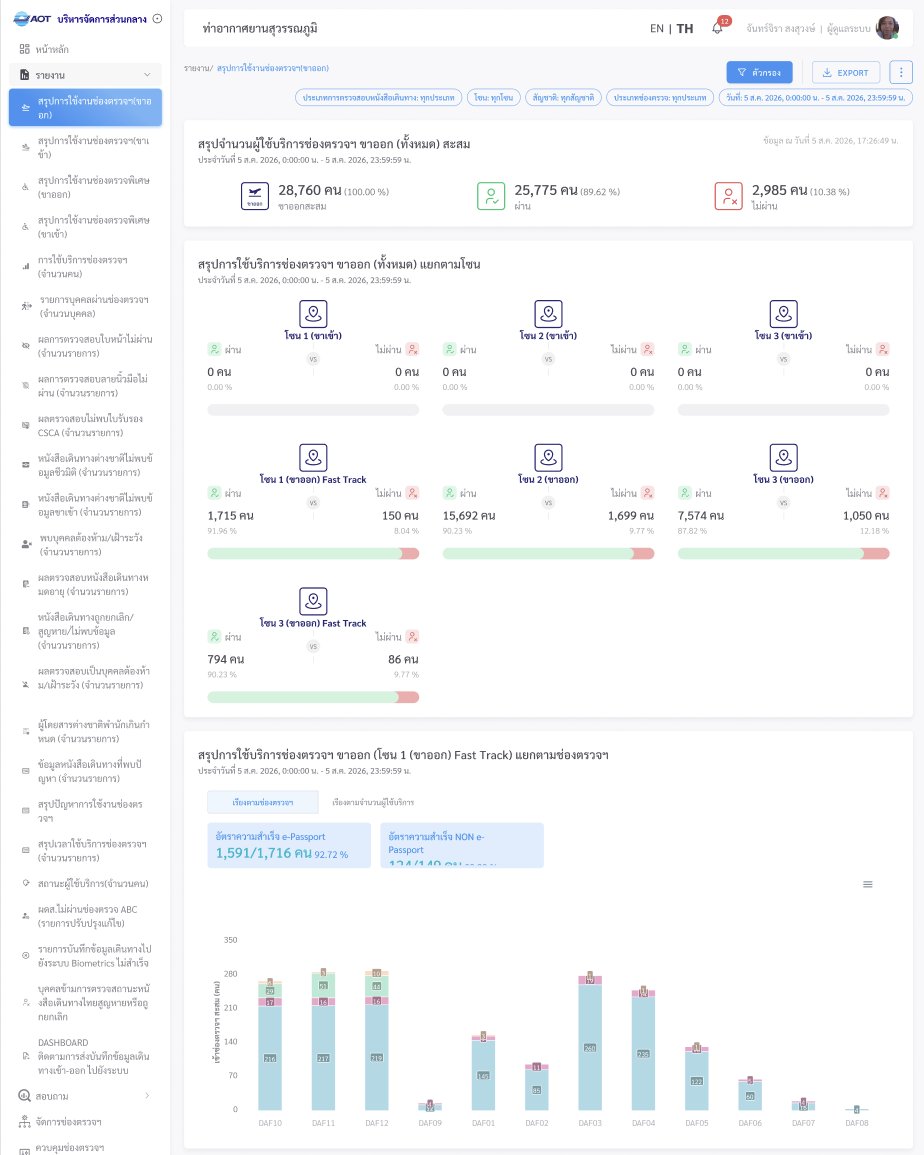 AOT บริหารจัดการส่วนกลาง
หน้าหลัก
รายงาน
สรุปการใช้งานช่องตรวจฯ(ขาอ
อก)
สรุปการใช้งานช่องตรวจฯ(ขาเ
ข้า)
สรุปการใช้งานช่องตรวจพิเศษ
(ขาออก)
สรุปการใช้งานช่องตรวจพิเศษ
(ขาเข้า)
การใช้บริการช่องตรวจฯ
(จำนวนคน)
รายการบุคคลผ่านช่องตรวจฯ
(จำนวนบุคคล)
ผลการตรวจสอบใบหน้าไม่ผ่าน
(จำนวนรายการ)
ผลการตรวจสอบลายนิ้วมือไม่
ผ่าน (จำนวนรายการ)
ผลตรวจสอบไม่พบใบรับรอง
CSCA (จำนวนรายการ)
หนังสือเดินทางต่างชาติไม่พบข้
อมูลชีวมิติ (จำนวนรายการ)
หนังสือเดินทางต่างชาติไม่พบข้
อมูลขาเข้า (จำนวนรายการ)
พบบุคคลต้องห้าม/เฝ้าระวัง
(จำนวนรายการ)
ผลตรวจสอบหนังสือเดินทางห
มดอายุ (จำนวนรายการ)
หนังสือเดินทางถูกยกเลิก/
สูญหาย/ไม่พบข้อมูล
(จำนวนรายการ)
ผลตรวจสอบเป็นบุคคลต้องห้า
ม/เฝ้าระวัง (จำนวนรายการ)
ผู้โดยสารต่างชาติพำนักเกินกำ
หนด (จำนวนรายการ)
ข้อมูลหนังสือเดินทางที่พบปั
ญหา (จำนวนรายการ)
สรุปปัญหาการใช้งานช่องตร
วจฯ
สรุปเวลาใช้บริการช่องตรวจฯ
(จำนวนรายการ)
สถานะผู้ใช้บริการ(จำนวนคน)
ผดส.ไม่ผ่านช่องตรวจ ABC
(รายการปรับปรุงแก้ไข)
รายการบันทึกข้อมูลเดินทางไป
ยังระบบ Biometrics ไม่สำเร็จ
บุคคลข้ามการตรวจสถานะหนั
งสือเดินทางไทยสูญหายหรือถู
กยกเลิก
DASHBOARD
ติดตามการส่งบันทึกข้อมูลเดิน
ทางเข้า-ออก ไปยังระบบ
สอบถาม
จัดการช่องตรวจฯ
ควบคุมช่องตรวจฯ
ท่าอากาศยานสุวรรณภูมิ
EN | TH
12
จันทร์จิรา สงสุวงษ์ | ผู้ดูแลระบบ
รายงาน/ สรุปการใช้งานช่องตรวจฯ(ขาออก)
ตัวกรอง
EXPORT
ประเภทการตรวจสอบหนังสือเดินทาง: ทุกประเภท
โซน: ทุกโซน
สัญชาติ: ทุกสัญชาติ
ประเภทช่องตรวจ: ทุกประเภท
วันที่: 5 ส.ค. 2026, 0:00:00 น. - 5 ส.ค. 2026, 23:59:59 น.
สรุปจำนวนผู้ใช้บริการช่องตรวจฯ ขาออก (ทั้งหมด) สะสม
ข้อมูล ณ วันที่ 5 ส.ค. 2026, 17:26:49 น.
ประจำวันที่ 5 ส.ค. 2026, 0:00:00 น. - 5 ส.ค. 2026, 23:59:59 น.
ขาออก
28,760 คน (100.00 %)
ขาออกสะสม
25,775 คน (89.62 %)
ผ่าน
2,985 คน (10.38 %)
ไม่ผ่าน
สรุปการใช้บริการช่องตรวจฯ ขาออก (ทั้งหมด) แยกตามโซน
ประจำวันที่ 5 ส.ค. 2026, 0:00:00 น. - 5 ส.ค. 2026, 23:59:59 น.
โซน 1 (ขาเข้า)
ผ่าน
VS
ไม่ผ่าน
0 คน
0 คน
0.00 %
0.00 %
โซน 2 (ขาเข้า)
ผ่าน
VS
ไม่ผ่าน
0 คน
0 คน
0.00 %
0.00 %
โซน 3 (ขาเข้า)
ผ่าน
VS
ไม่ผ่าน
0 คน
0 คน
0.00 %
0.00 %
โซน 1 (ขาออก) Fast Track
ผ่าน
VS
ไม่ผ่าน
1,715 คน
150 คน
91.96 %
8.04 %
โซน 2 (ขาออก)
ผ่าน
VS
ไม่ผ่าน
15,692 คน
1,699 คน
90.23 %
9.77 %
โซน 3 (ขาออก)
ผ่าน
VS
ไม่ผ่าน
7,574 คน
1,050 คน
87.82 %
12.18 %
โซน 3 (ขาออก) Fast Track
ผ่าน
VS
ไม่ผ่าน
794 คน
86 คน
90.23 %
9.77 %
สรุปการใช้บริการช่องตรวจฯ ขาออก (โซน 1 (ขาออก) Fast Track) แยกตามช่องตรวจฯ
ประจำวันที่ 5 ส.ค. 2026, 0:00:00 น. - 5 ส.ค. 2026, 23:59:59 น.
เรียงตามช่องตรวจฯ
เรียงตามจำนวนผู้ใช้บริการ
อัตราความสำเร็จ e-Passport
1,591/1,716 คน 92.72 %
อัตราความสำเร็จ NON e-
Passport
124/149 คน
เข้าช่องตรวจฯ สะสม (คน)
350
280
210
140
70
0
29
17
216
51
16
217
10
43
16
219
145
11
85
260
235
122
60
DAF10
DAF11
DAF12
DAF09
DAF01
DAF02
DAF03
DAF04
DAF05
DAF06
DAF07
DAF08